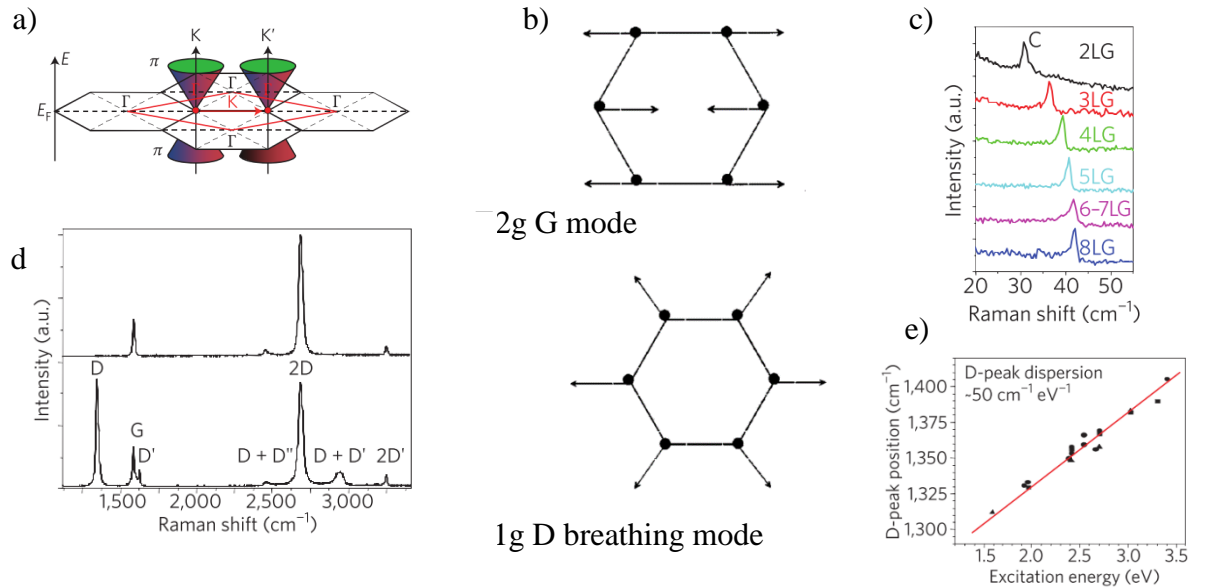 a)
E
E_F
K
K′
π
Γ
Γ
K
Γ
Γ
π
b)
2g G mode
1g D breathing mode
c)
Intensity (a.u.)
C
2LG
3LG
4LG
5LG
6–7LG
8LG
20 30 40 50
Raman shift (cm⁻¹)
d
Intensity (a.u.)
D
2D
G
D′
D + D″
D + D′
2D′
1,500 2,000 2,500 3,000
Raman shift (cm⁻¹)
e)
D-peak position (cm⁻¹)
D-peak dispersion
~50 cm⁻¹ eV⁻¹
1,400
1,375
1,350
1,325
1,300
1.5 2.0 2.5 3.0 3.5
Excitation energy (eV)